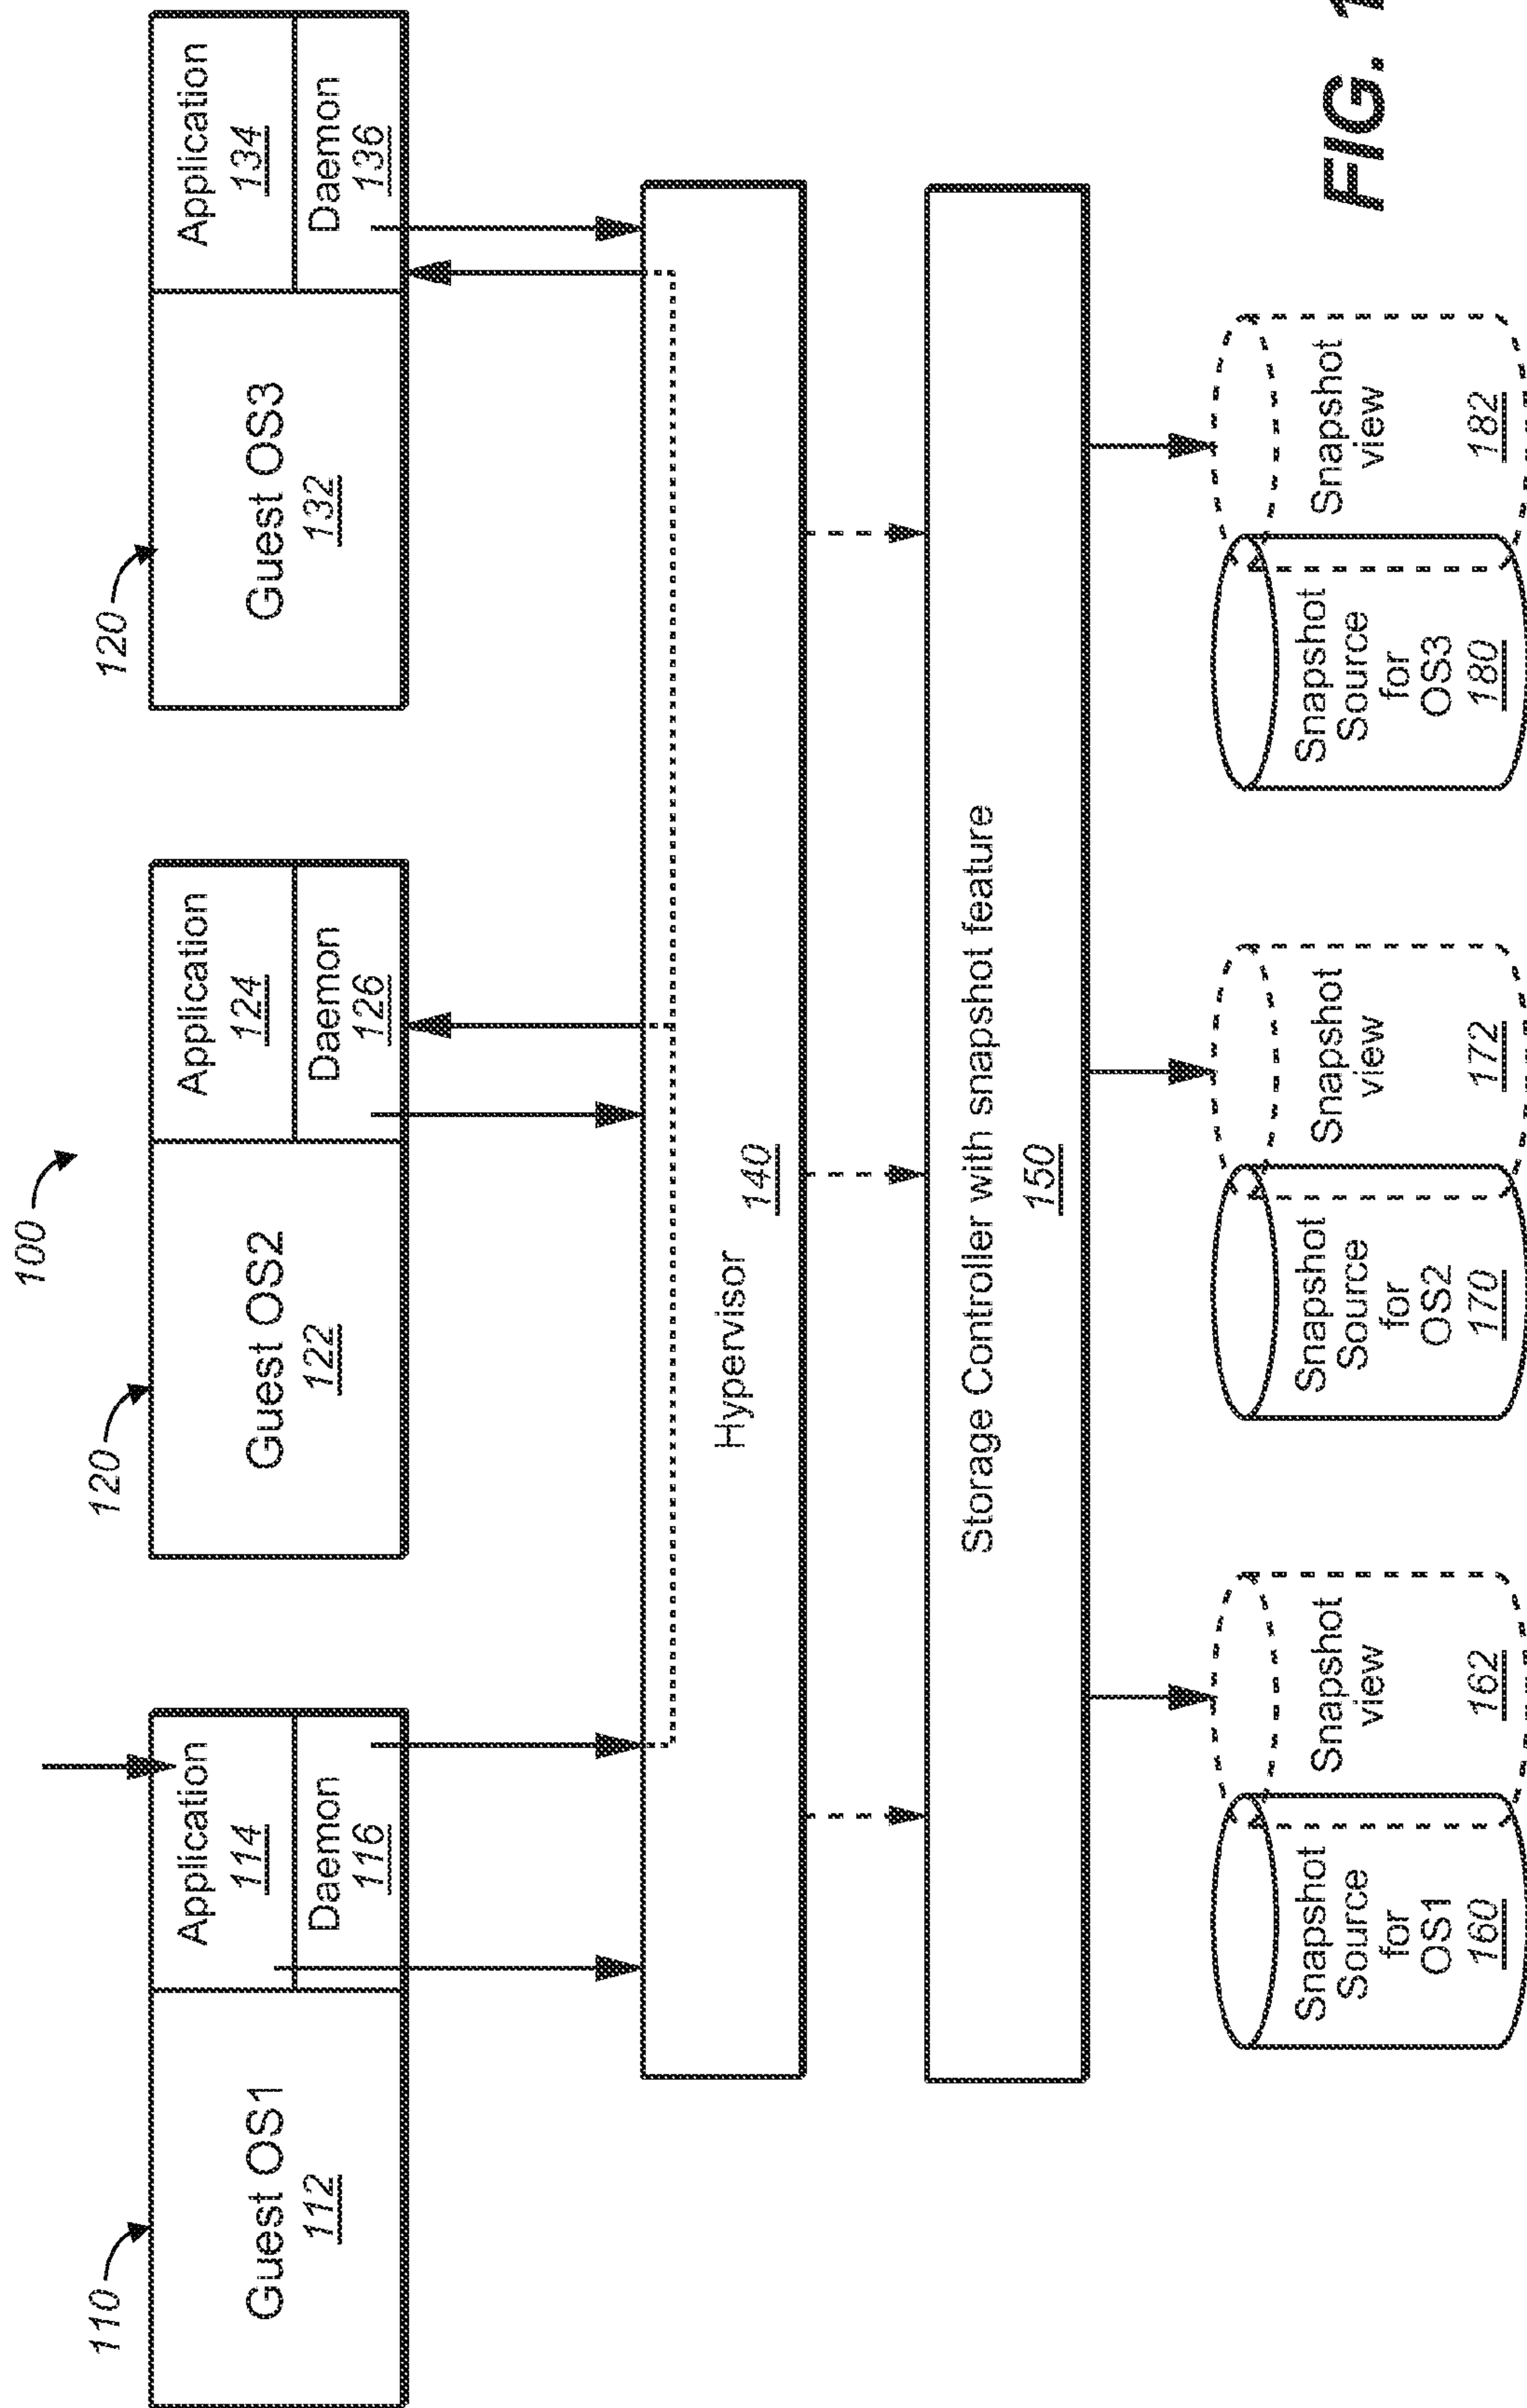 100
110
120
120
Guest OS1
112
Application
114
Daemon
116
Guest OS2
122
Application
124
Daemon
126
Guest OS3
132
Application
134
Daemon
136
Hypervisor
140
Storage Controller with snapshot feature
150
Snapshot
Source
for
OS1
160
Snapshot
view
162
Snapshot
Source
for
OS2
170
Snapshot
view
172
Snapshot
Source
for
OS3
180
Snapshot
view
182
FIG. 1